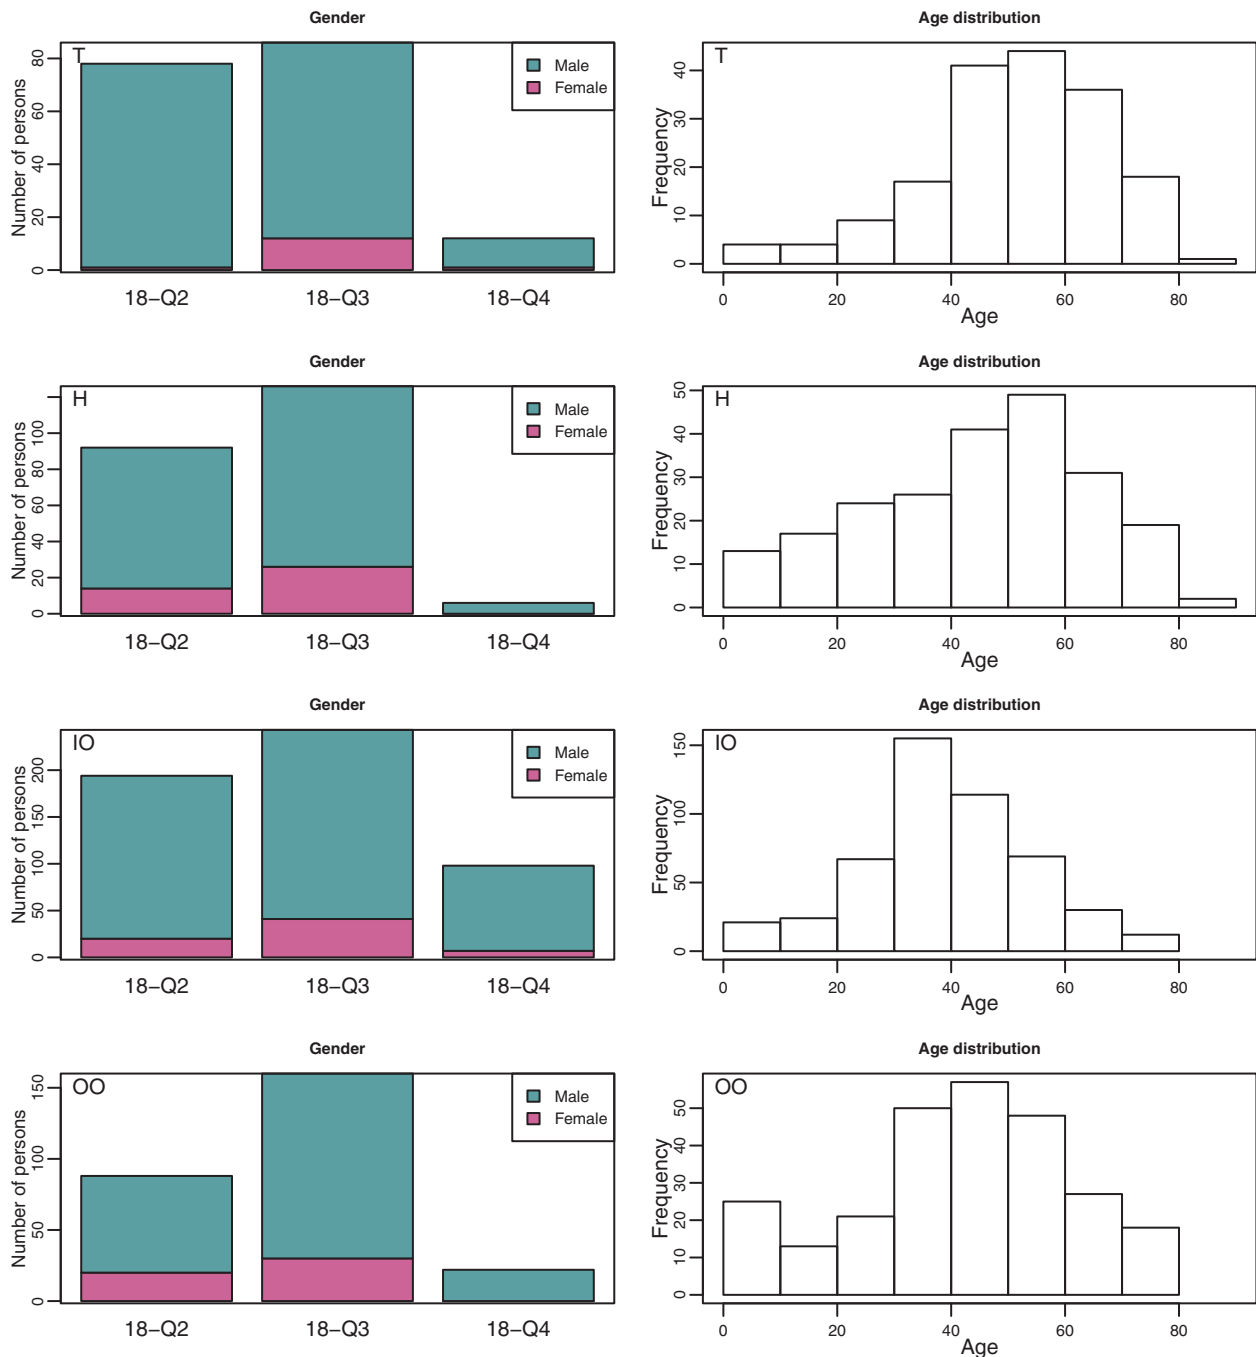 Gender
T
Male
Female
Number of persons
0
20
40
60
80
18–Q2
18–Q3
18–Q4
Age distribution
T
Frequency
0
10
20
30
40
0
20
40
60
80
Age
Gender
H
Male
Female
Number of persons
0
20
40
60
80
100
18–Q2
18–Q3
18–Q4
Age distribution
H
Frequency
0
10
20
30
40
50
0
20
40
60
80
Age
Gender
IO
Male
Female
Number of persons
0
50
100
150
200
18–Q2
18–Q3
18–Q4
Age distribution
IO
Frequency
0
50
100
150
0
20
40
60
80
Age
Gender
OO
Male
Female
Number of persons
0
50
100
150
18–Q2
18–Q3
18–Q4
Age distribution
OO
Frequency
0
10
20
30
40
50
0
20
40
60
80
Age